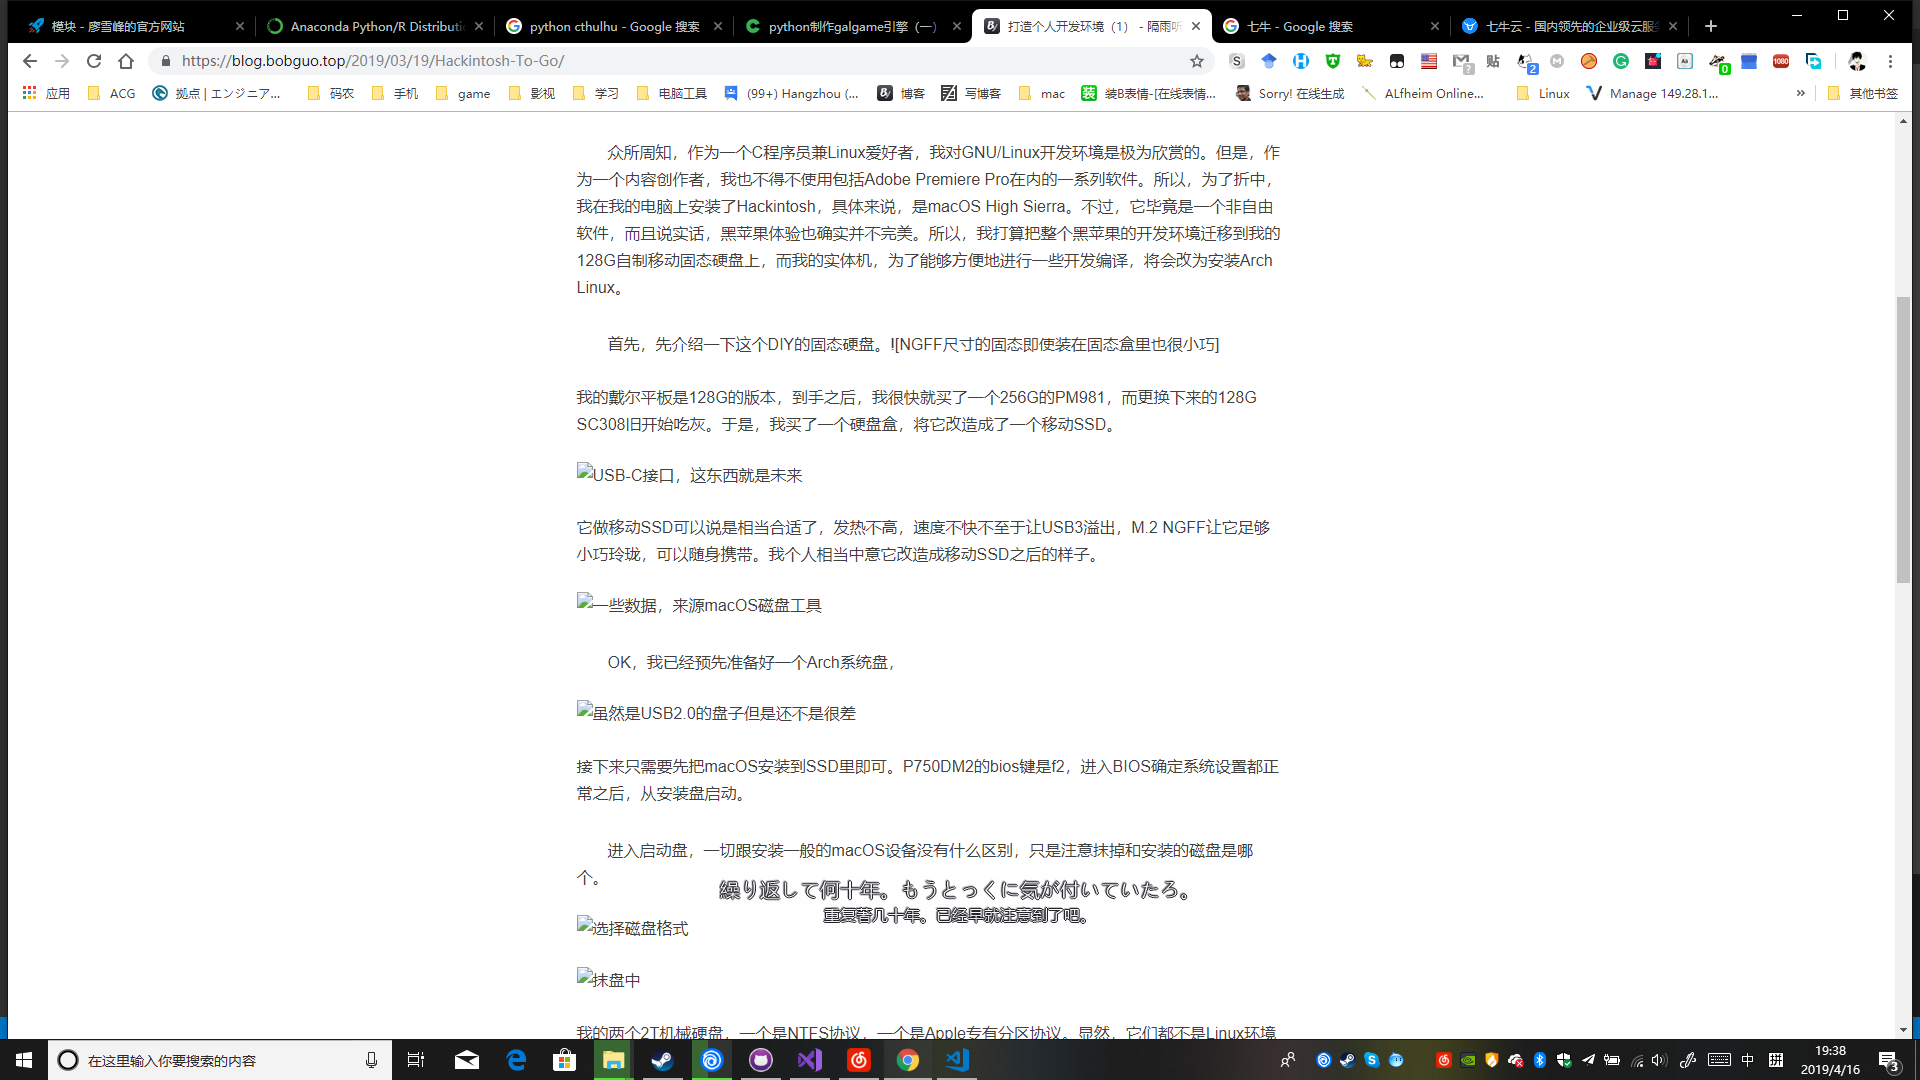 模块 - 廖雪峰的官方网站
Anaconda Python/R Distributi
python cthulhu - Google 搜索
python制作galgame引擎（一）
打造个人开发环境（1） - 隔雨听
七牛 - Google 搜索
七牛云 - 国内领先的企业级云服
https://blog.bobguo.top/2019/03/19/Hackintosh-To-Go/
应用
ACG
拠点 | エンジニア...
码农
手机
game
影视
学习
电脑工具
(99+) Hangzhou (...
博客
写博客
mac
装B表情-[在线表情...
Sorry! 在线生成
ALfheim Online...
Linux
Manage 149.28.1...
»
其他书签
众所周知，作为一个C程序员兼Linux爱好者，我对GNU/Linux开发环境是极为欣赏的。但是，作
为一个内容创作者，我也不得不使用包括Adobe Premiere Pro在内的一系列软件。所以，为了折中，
我在我的电脑上安装了Hackintosh，具体来说，是macOS High Sierra。不过，它毕竟是一个非自由
软件，而且说实话，黑苹果体验也确实并不完美。所以，我打算把整个黑苹果的开发环境迁移到我的
128G自制移动固态硬盘上，而我的实体机，为了能够方便地进行一些开发编译，将会改为安装Arch
Linux。
首先，先介绍一下这个DIY的固态硬盘。![NGFF尺寸的固态即使装在固态盒里也很小巧]
我的戴尔平板是128G的版本，到手之后，我很快就买了一个256G的PM981，而更换下来的128G
SC308旧开始吃灰。于是，我买了一个硬盘盒，将它改造成了一个移动SSD。
USB-C接口，这东西就是未来
它做移动SSD可以说是相当合适了，发热不高，速度不快不至于让USB3溢出，M.2 NGFF让它足够
小巧玲珑，可以随身携带。我个人相当中意它改造成移动SSD之后的样子。
一些数据，来源macOS磁盘工具
OK，我已经预先准备好一个Arch系统盘，
虽然是USB2.0的盘子但是还不是很差
接下来只需要先把macOS安装到SSD里即可。P750DM2的bios键是f2，进入BIOS确定系统设置都正
常之后，从安装盘启动。
进入启动盘，一切跟安装一般的macOS设备没有什么区别，只是注意抹掉和安装的磁盘是哪
个。
繰り返して何十年。もうとっくに気が付いていたろ。
重复著几十年。已经早就注意到了吧。
选择磁盘格式
抹盘中
我的两个2T机械硬盘，一个是NTFS协议，一个是Apple专有分区协议。显然，它们都不是Linux环境
在这里输入你要搜索的内容
中
拼
19:38
2019/4/16
3